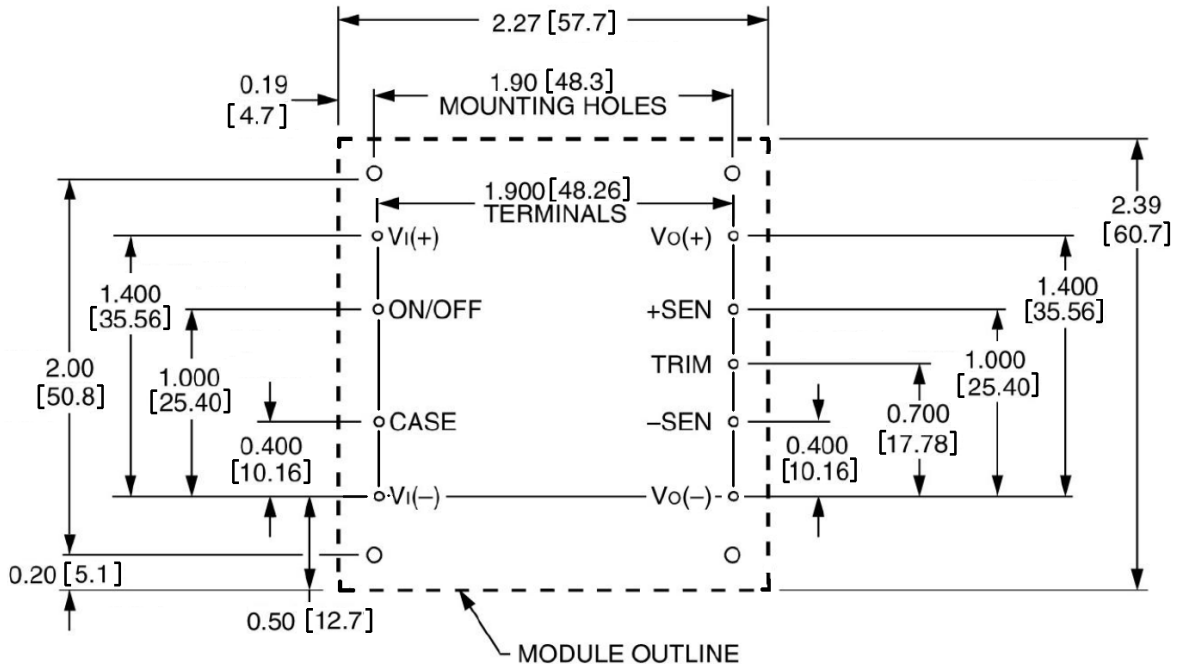 2.27 [57.7]
0.19
[4.7]
1.90 [48.3]
MOUNTING HOLES
1.900 [48.26]
TERMINALS
2.39
[60.7]
VI(+)
VO(+)
1.400
[35.56]
1.400
[35.56]
ON/OFF
+SEN
2.00
[50.8]
1.000
[25.40]
TRIM
1.000
[25.40]
0.700
[17.78]
CASE
–SEN
0.400
[10.16]
0.400
[10.16]
VI(–)
VO(–)
0.20 [5.1]
0.50 [12.7]
MODULE OUTLINE